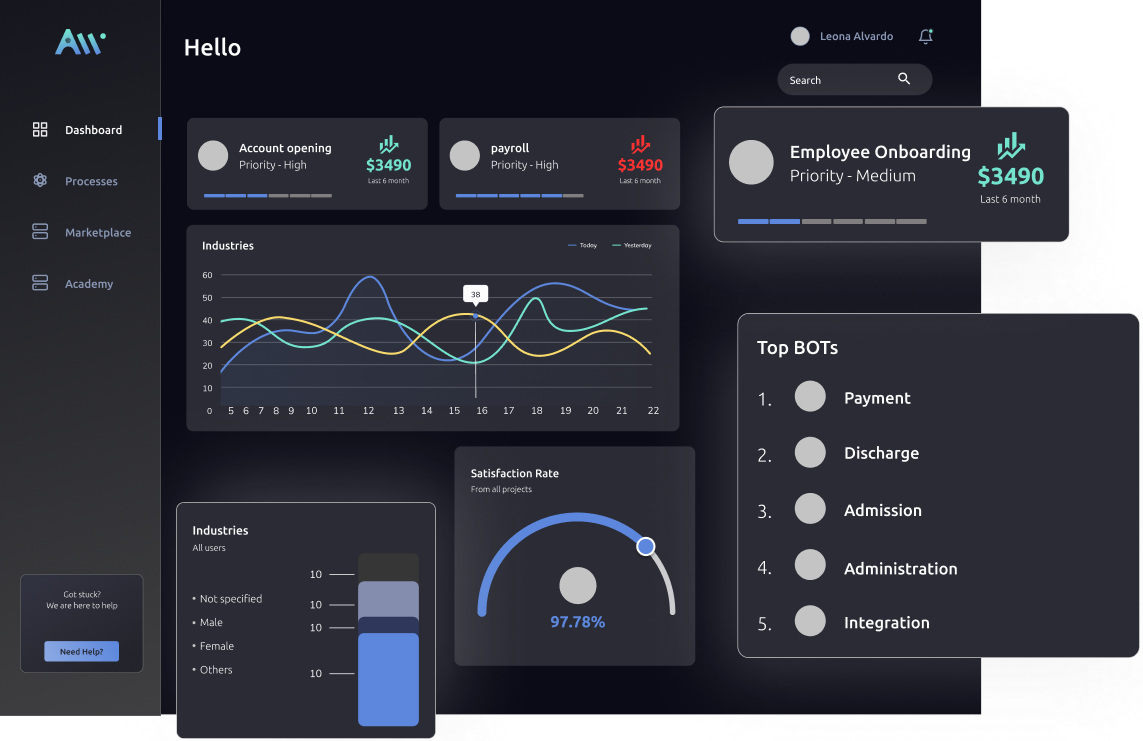 AW
Hello
Leona Alvardo
Search
Dashboard
Processes
Marketplace
Academy
Got stuck?
We are here to help
Need Help?
Account opening
Priority - High
$3490
Last 6 month
payroll
Priority - High
$3490
Last 6 month
Employee Onboarding
Priority - Medium
$3490
Last 6 month
Industries
Today
Yesterday
60
50
40
30
20
10
38
0 5 6 7 8 9 10 11 12 13 14 15 16 17 18 19 20 21 22
Industries
All users
Not specified
Male
Female
Others
10
10
10
10
Satisfaction Rate
From all projects
97.78%
Top BOTs
1. Payment
2. Discharge
3. Admission
4. Administration
5. Integration